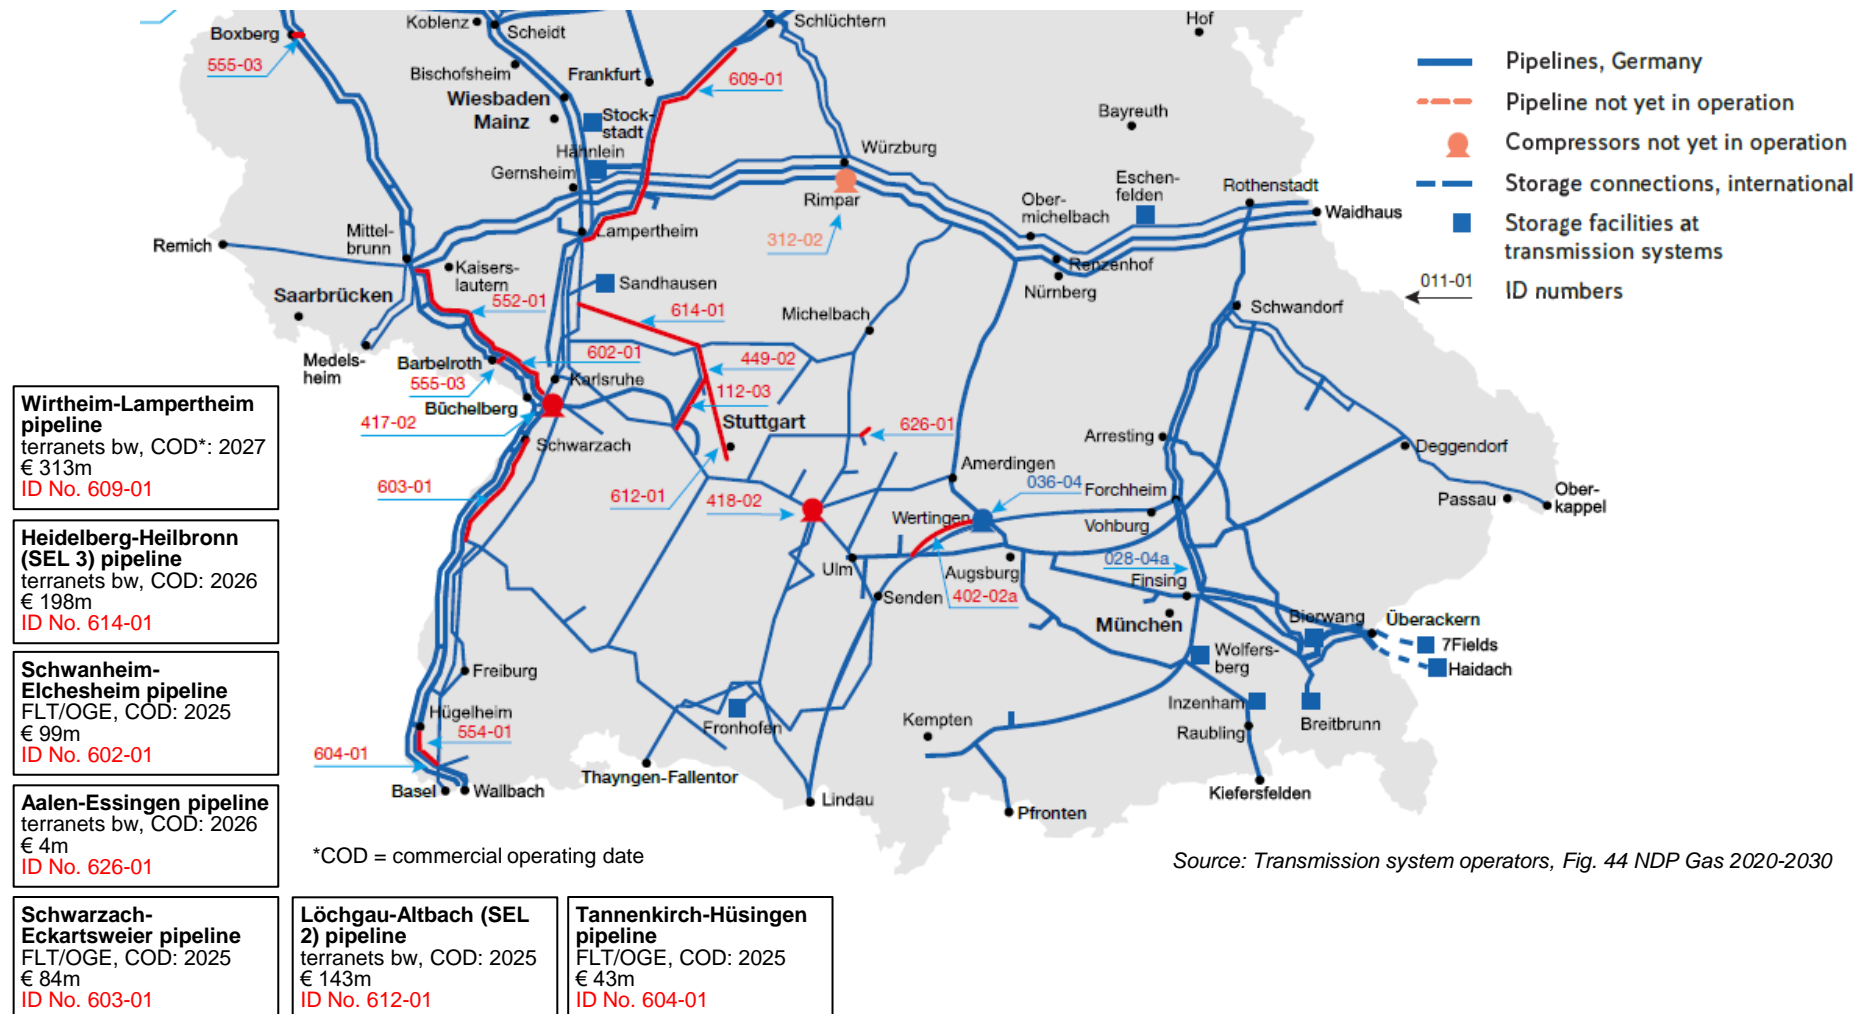 Boxberg
555-03
Koblenz
Scheidt
Schlüchtern
Hof
Bischofsheim
Frankfurt
609-01
Wiesbaden
Mainz
Stock-
stadt
Hähnlein
Gernsheim
Würzburg
Bayreuth
Rimpar
312-02
Eschen-
felden
Rothenstadt
Ober-
michelbach
Waidhaus
Remich
Mittel-
brunn
Lampertheim
Kaisers-
lautern
Sandhausen
Renzenhof
Nürnberg
Saarbrücken
552-01
614-01
Michelbach
Schwandorf
Medels-
heim
Barbelroth
555-03
602-01
449-02
112-03
Karlsruhe
Büchelberg
417-02
Stuttgart
626-01
Schwarzach
Arresting
Deggendorf
Amerdingen
603-01
612-01
418-02
036-04
Forchheim
Wertingen
Vohburg
Passau
Ober-
kappel
Ulm
Augsburg
028-04a
Finsing
Senden
402-02a
München
Bierwang
Überackern
7Fields
Haidach
Wolfers-
berg
Freiburg
Hügelheim
554-01
604-01
Fronhofen
Kempten
Inzenham
Raubling
Breitbrunn
Basel
Wallbach
Thayngen-Fallentor
Lindau
Pfronten
Kiefersfelden
Pipelines, Germany
Pipeline not yet in operation
Compressors not yet in operation
Storage connections, international
Storage facilities at
transmission systems
011-01
ID numbers
Wirtheim-Lampertheim
pipeline
terranets bw, COD*: 2027
€ 313m
ID No. 609-01
Heidelberg-Heilbronn
(SEL 3) pipeline
terranets bw, COD: 2026
€ 198m
ID No. 614-01
Schwanheim-
Elchesheim pipeline
FLT/OGE, COD: 2025
€ 99m
ID No. 602-01
Aalen-Essingen pipeline
terranets bw, COD: 2026
€ 4m
ID No. 626-01
Schwarzach-
Eckartsweier pipeline
FLT/OGE, COD: 2025
€ 84m
ID No. 603-01
Löchgau-Altbach (SEL
2) pipeline
terranets bw, COD: 2025
€ 143m
ID No. 612-01
Tannenkirch-Hüsingen
pipeline
FLT/OGE, COD: 2025
€ 43m
ID No. 604-01
*COD = commercial operating date
Source: Transmission system operators, Fig. 44 NDP Gas 2020-2030